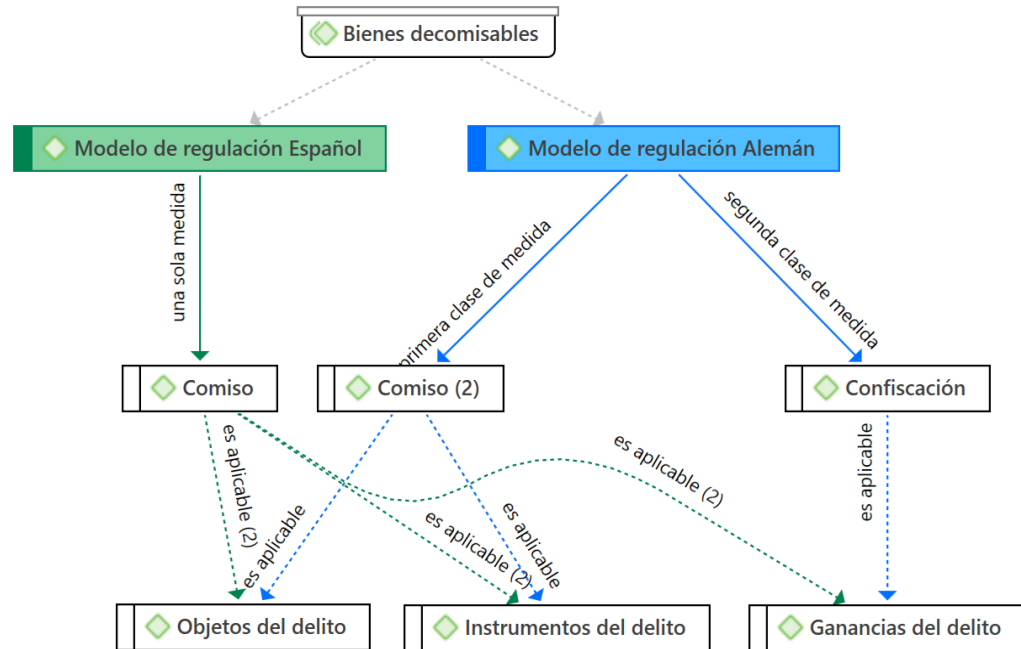 Bienes decomisables
Modelo de regulación Español
Modelo de regulación Alemán
una sola medida
primera clase de medida
segunda clase de medida
Comiso
Comiso (2)
Confiscación
es aplicable (2)
es aplicable
es aplicable (2)
es aplicable
es aplicable (2)
es aplicable
Objetos del delito
Instrumentos del delito
Ganancias del delito